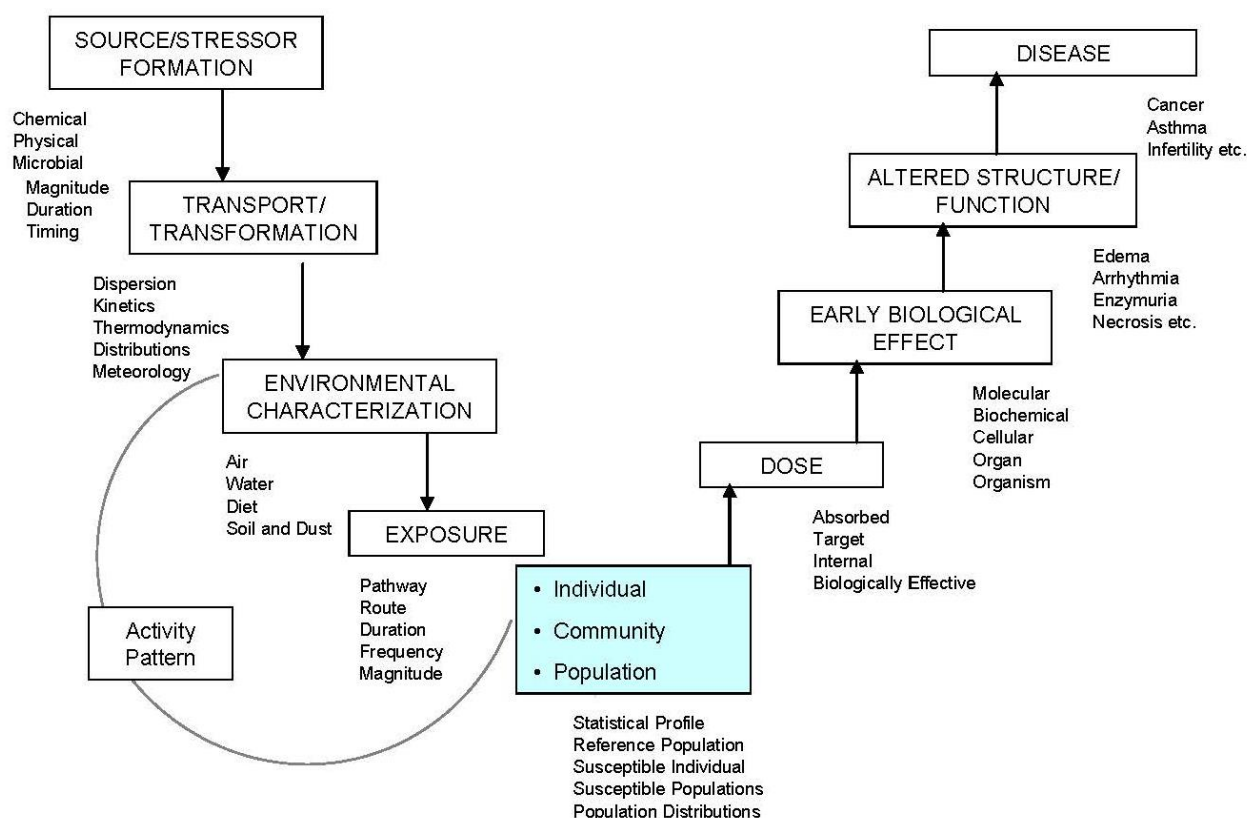 SOURCE/STRESSOR
FORMATION
Chemical
Physical
Microbial
Magnitude
Duration
Timing
TRANSPORT/
TRANSFORMATION
Dispersion
Kinetics
Thermodynamics
Distributions
Meteorology
ENVIRONMENTAL
CHARACTERIZATION
Air
Water
Diet
Soil and Dust
EXPOSURE
Pathway
Route
Duration
Frequency
Magnitude
Activity
Pattern
• Individual
• Community
• Population
Statistical Profile
Reference Population
Susceptible Individual
Susceptible Populations
Population Distributions
DOSE
Absorbed
Target
Internal
Biologically Effective
EARLY BIOLOGICAL
EFFECT
Molecular
Biochemical
Cellular
Organ
Organism
ALTERED STRUCTURE/
FUNCTION
Edema
Arrhythmia
Enzymuria
Necrosis etc.
DISEASE
Cancer
Asthma
Infertility etc.